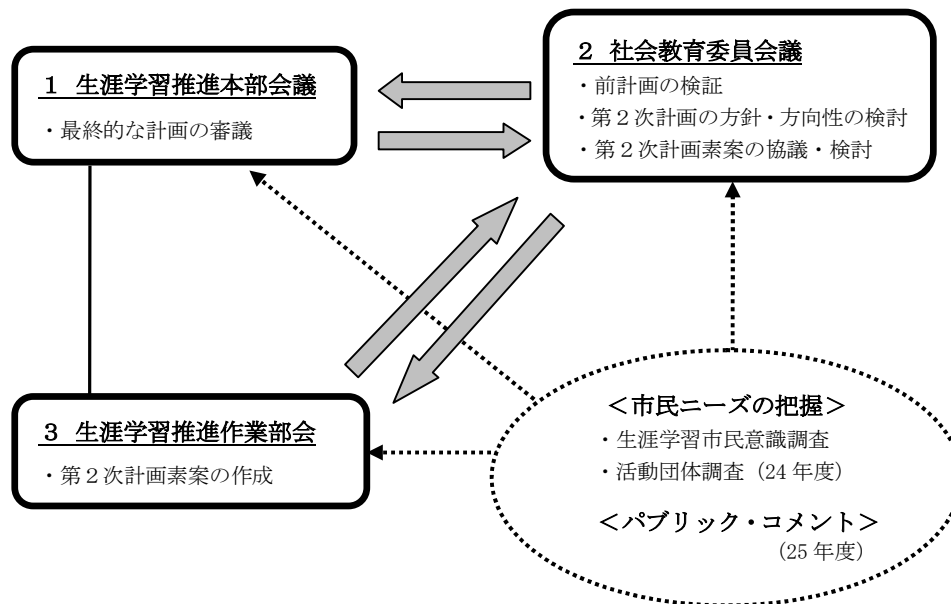 1 生涯学習推進本部会議
・最終的な計画の審議
2 社会教育委員会議
・前計画の検証
・第2次計画の方針・方向性の検討
・第2次計画素案の協議・検討
3 生涯学習推進作業部会
・第2次計画素案の作成
<市民ニーズの把握>
・生涯学習市民意識調査
・活動団体調査(24 年度)
<パブリック・コメント>
(25 年度)